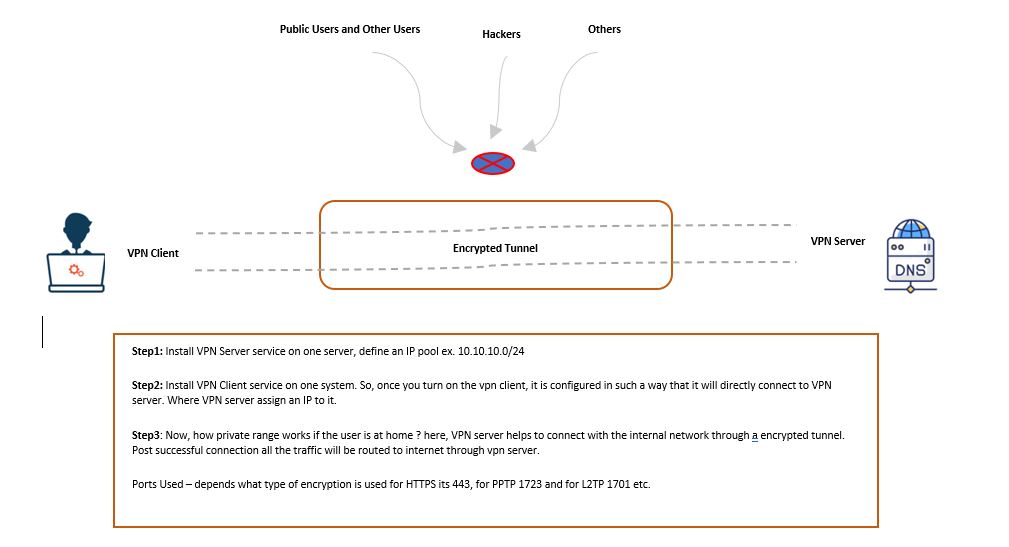 Public Users and Other Users
Hackers
Others
VPN Client
Encrypted Tunnel
VPN Server
DNS
Step1: Install VPN Server service on one server, define an IP pool ex. 10.10.10.0/24
Step2: Install VPN Client service on one system. So, once you turn on the vpn client, it is configured in such a way that it will directly connect to VPN
server. Where VPN server assign an IP to it.
Step3: Now, how private range works if the user is at home ? here, VPN server helps to connect with the internal network through a encrypted tunnel.
Post successful connection all the traffic will be routed to internet through vpn server.
Ports Used – depends what type of encryption is used for HTTPS its 443, for PPTP 1723 and for L2TP 1701 etc.